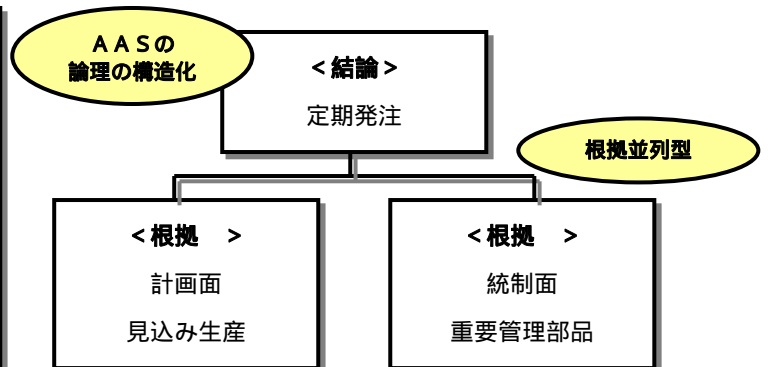 ＡＡＳの
論理の構造化
＜結論＞
定期発注
根拠並列型
＜根拠　＞
計画面
見込み生産
＜根拠　＞
統制面
重要管理部品